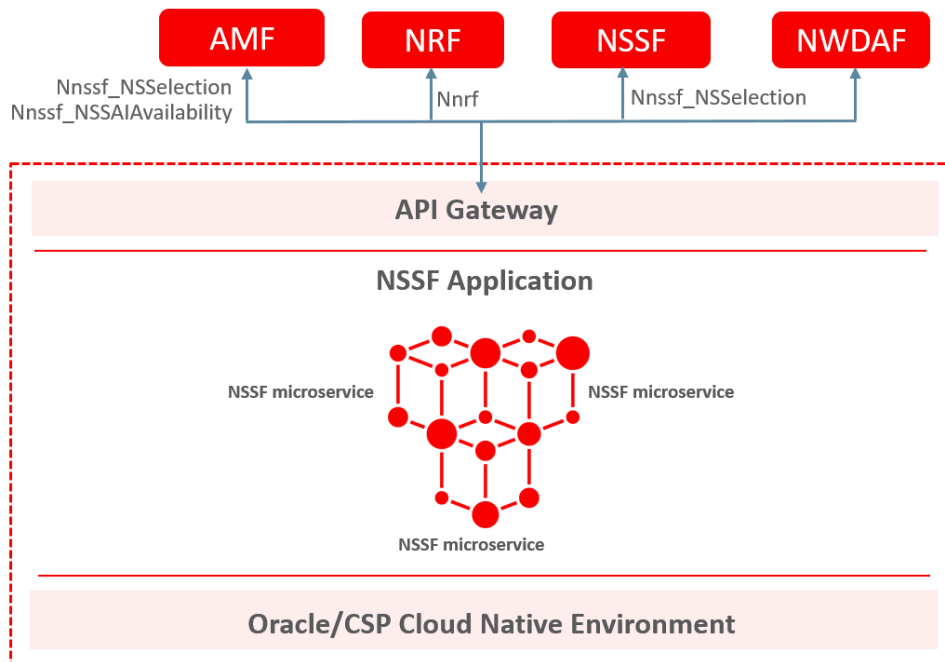 AMF
NRF
NSSF
NWDAF
Nnssf_NSSelection
Nnssf_NSSAIAvailability
Nnrf
Nnssf_NSSelection
API Gateway
NSSF Application
NSSF microservice
NSSF microservice
NSSF microservice
Oracle/CSP Cloud Native Environment